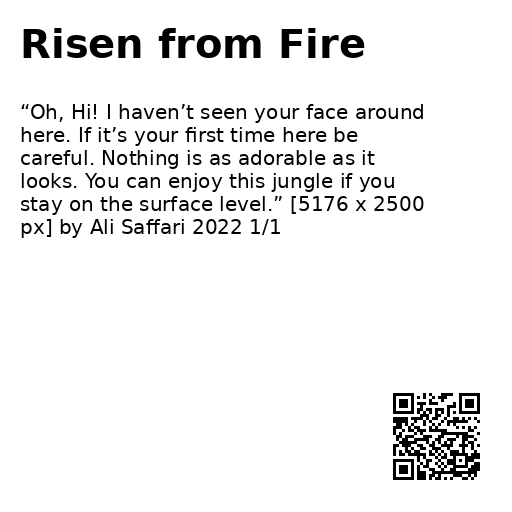 Risen from Fire
“Oh, Hi! I haven’t seen your face around
here. If it’s your first time here be
careful. Nothing is as adorable as it
looks. You can enjoy this jungle if you
stay on the surface level.” [5176 x 2500
px] by Ali Saffari 2022 1/1